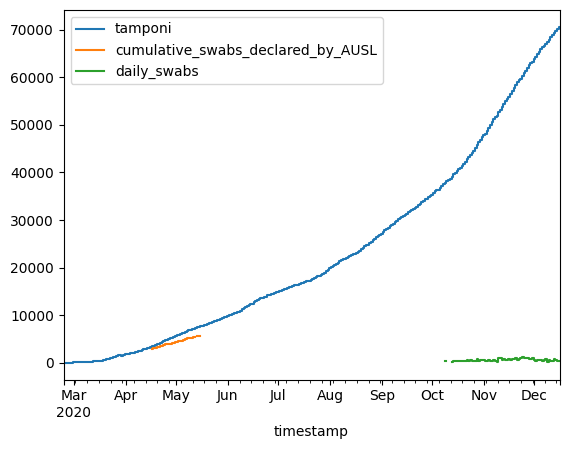 70000
60000
50000
40000
30000
20000
10000
0
tamponi
cumulative_swabs_declared_by_AUSL
daily_swabs
Mar Apr May Jun Jul Aug Sep Oct Nov Dec
2020
timestamp